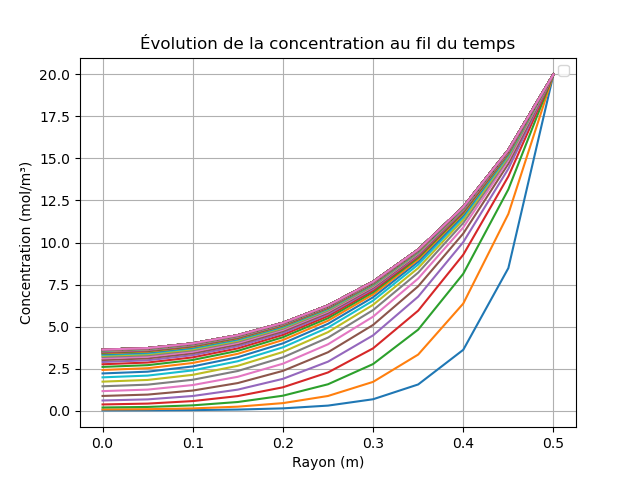 Évolution de la concentration au fil du temps
20.0
17.5
15.0
12.5
10.0
7.5
5.0
2.5
0.0
Concentration (mol/m³)
0.0 0.1 0.2 0.3 0.4 0.5
Rayon (m)